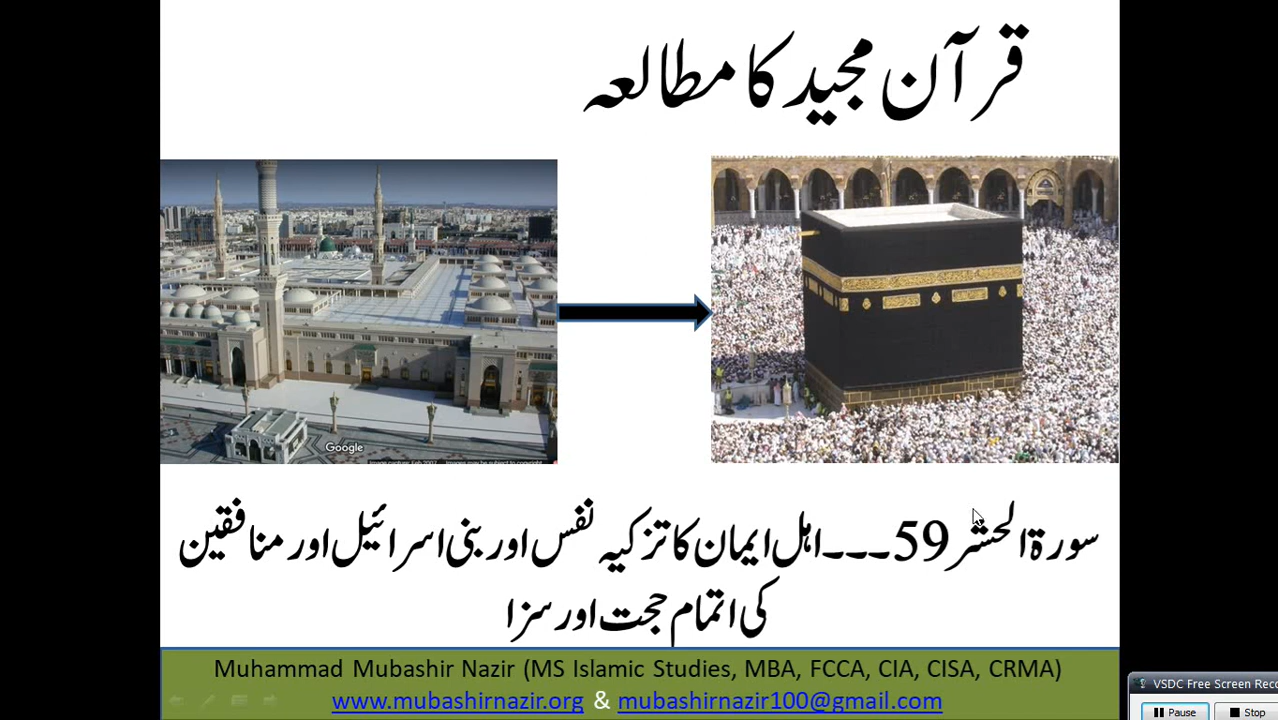 قرآن مجید کا مطالعہ
Google
سورۃ الحشر 59۔۔۔اہل ایمان کا تزکیہ نفس اور بنی اسرائیل اور منافقین
کی اتمام حجت اور سزا
Muhammad Mubashir Nazir (MS Islamic Studies, MBA, FCCA, CIA, CISA, CRMA)
www.mubashirnazir.org & mubashirnazir100@gmail.com
VSDC Free Screen Reco
Pause
Stop